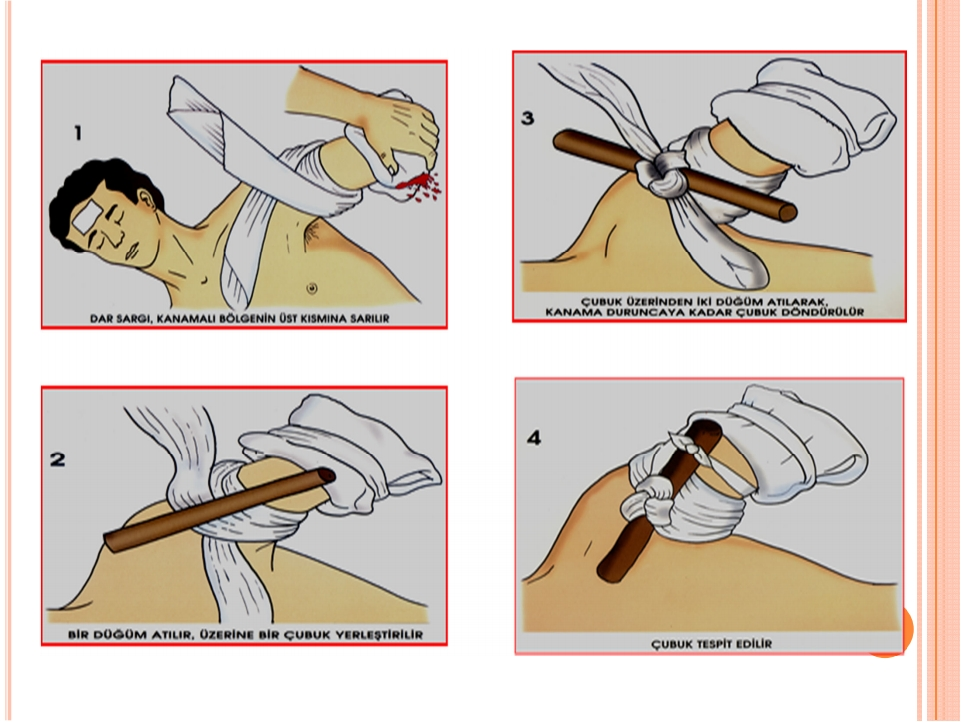 1
DAR SARGI, KANAMALI BÖLGENİN ÜST KISMINA SARILIR
2
BİR DÜĞÜM ATILIR, ÜZERİNE BİR ÇUBUK YERLEŞTİRİLİR
3
ÇUBUK ÜZERİNDEN İKİ DÜĞÜM ATILARAK,
KANAMA DURUNCAYA KADAR ÇUBUK DÖNDÜRÜLÜR
4
ÇUBUK TESPİT EDİLİR